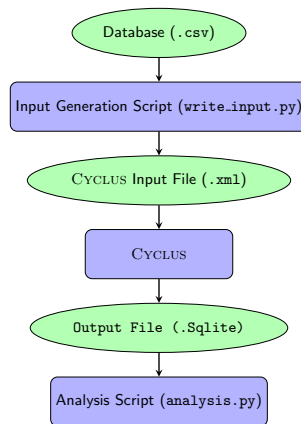 Database (.csv)
Input Generation Script (write_input.py)
CYCLUS Input File (.xml)
CYCLUS
Output File (.Sqlite)
Analysis Script (analysis.py)